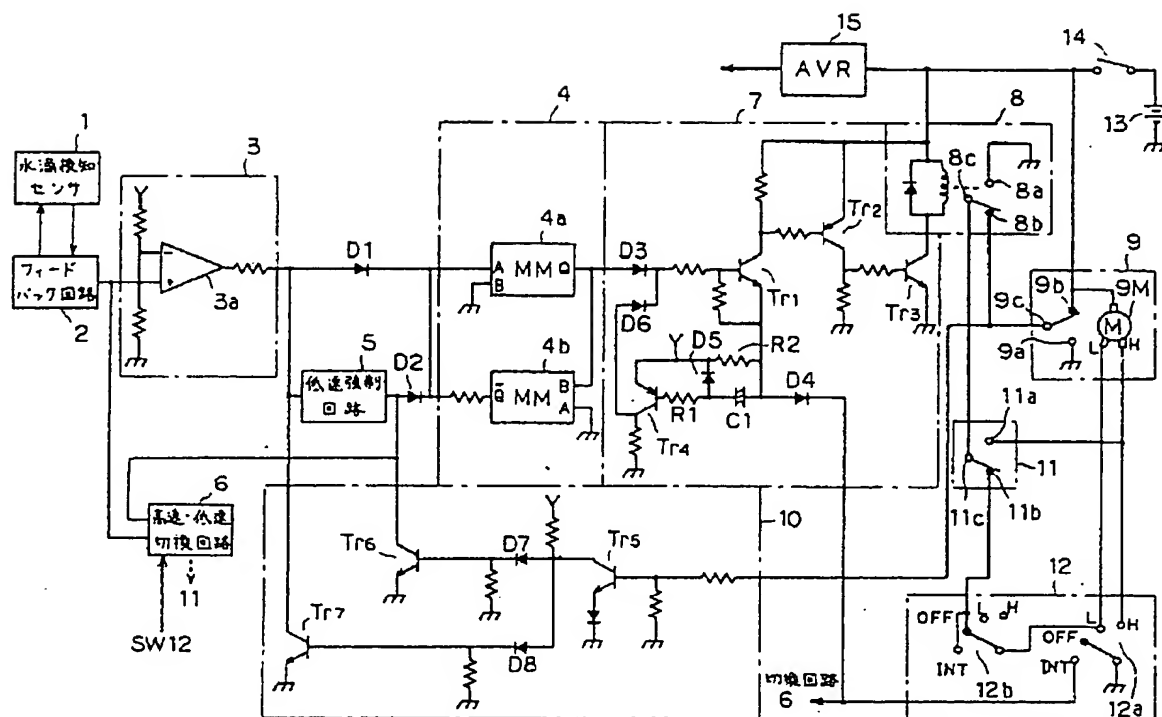 15
AVR
14
13
4
7
8
1
水滴検知
センサ
3
8c
8a
8b
Y
4a
Tr2
9
9M
D1
A
B
MM
Q
D3
9b
9c
M
フィード
バック回路
3a
Tr1
Tr3
L
H
9a
2
D6
5
D5
R2
4b
低速強制
回路
D2
Q̅
MM
B
A
Y
D4
11a
R1
C1
Tr4
11
6
高速・低速
切換回路
10
11c
11b
Y
Tr6
D7
Tr5
11
12
Tr7
OFF
L
H
L
H
SW12
D8
OFF
INT
INT
切換回路
6
12b
12a